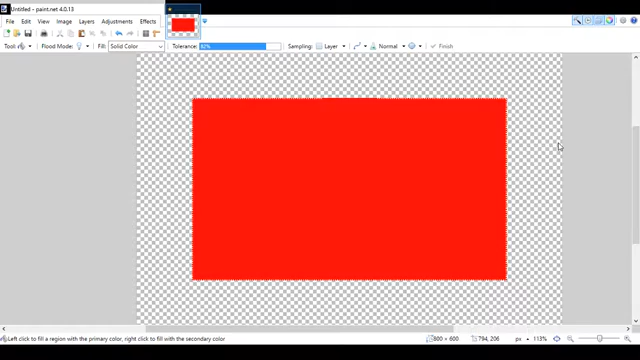 Untitled - paint.net 4.0.13
File Edit View Image Layers Adjustments Effects
Tool: Flood Mode: Fill: Solid Color Tolerance: 82% Sampling: Layer Normal Finish
Left click to fill a region with the primary color, right click to fill with the secondary color 800 × 600 794, 206 px 113%